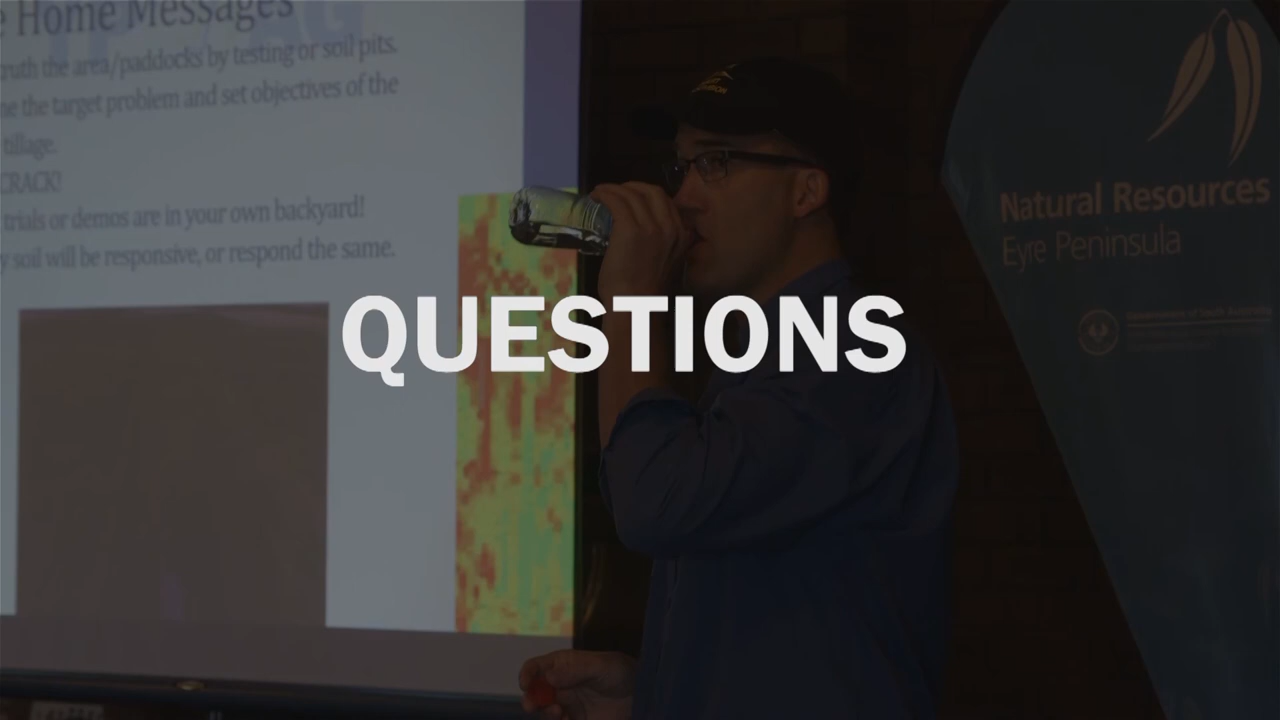 Home Messages
truth the area/paddocks by testing or soil pits.
the target problem and set objectives of the
tillage.
CRACK!
trials or demos are in your own backyard!
soil will be responsive, or respond the same.
QUESTIONS
Natural Resources
Eyre Peninsula